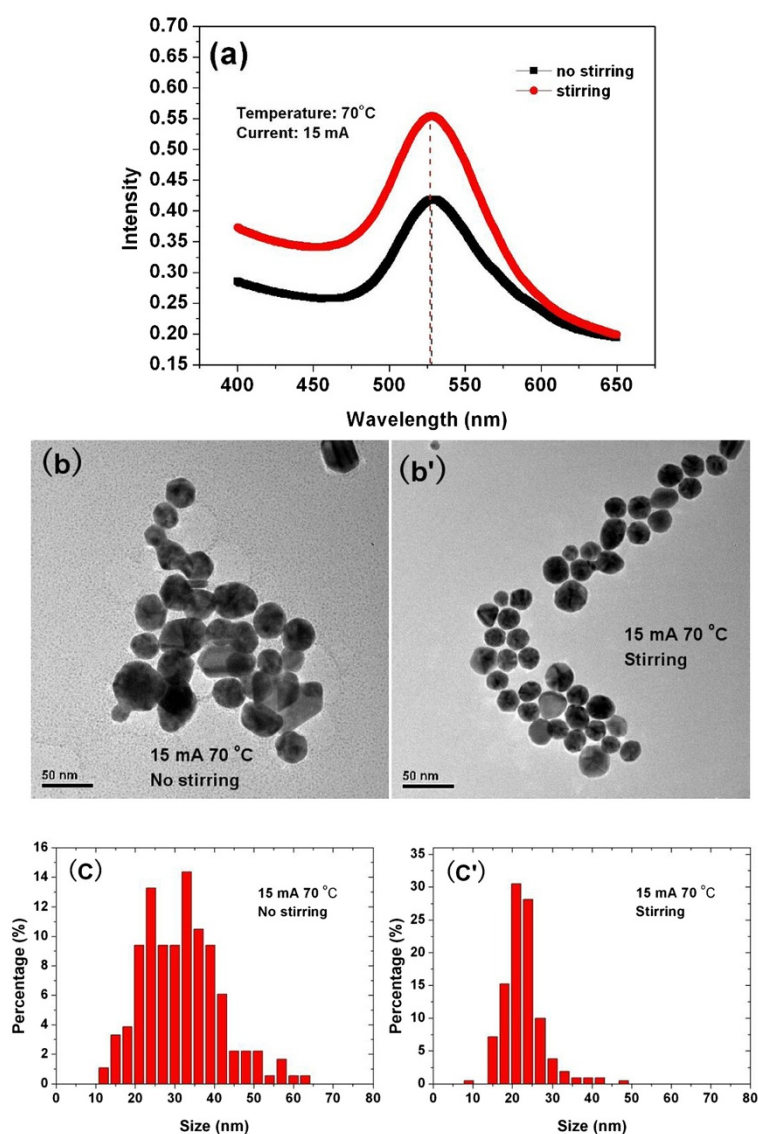 (a)
no stirring
stirring
Temperature: 70°C
Current: 15 mA
0.70
0.65
0.60
0.55
0.50
0.45
0.40
0.35
0.30
0.25
0.20
0.15
Intensity
400 450 500 550 600 650
Wavelength (nm)
(b)
15 mA 70 °C
No stirring
50 nm
(b')
15 mA 70 °C
Stirring
50 nm
(C)
15 mA 70 °C
No stirring
16
14
12
10
8
6
4
2
0
Percentage (%)
0 10 20 30 40 50 60 70 80
Size (nm)
(C')
15 mA 70 °C
Stirring
35
30
25
20
15
10
5
0
Percentage (%)
0 20 40 60 80
Size (nm)